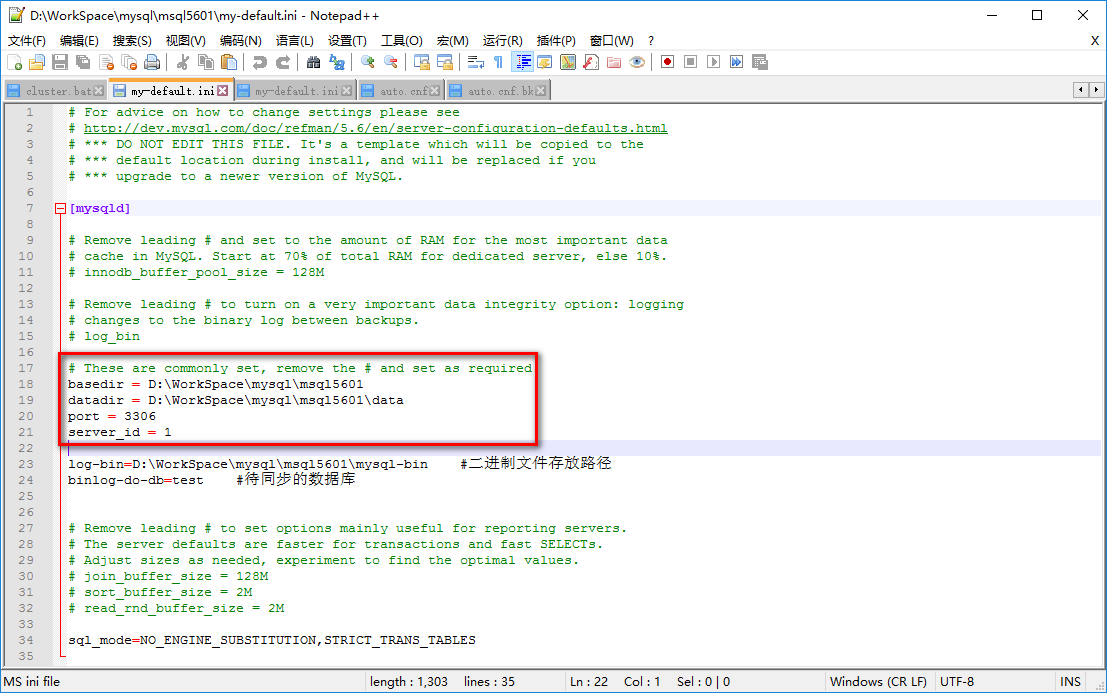 D:\WorkSpace\mysql\msql5601\my-default.ini - Notepad++
文件(F) 编辑(E) 搜索(S) 视图(V) 编码(N) 语言(L) 设置(T) 工具(O) 宏(M) 运行(R) 插件(P) 窗口(W) ? X
cluster.bat my-default.ini my-default.ini auto.cnf auto.cnf.bk
1 # For advice on how to change settings please see
2 # http://dev.mysql.com/doc/refman/5.6/en/server-configuration-defaults.html
3 # *** DO NOT EDIT THIS FILE. It's a template which will be copied to the
4 # *** default location during install, and will be replaced if you
5 # *** upgrade to a newer version of MySQL.
6
7 [mysqld]
8
9 # Remove leading # and set to the amount of RAM for the most important data
10 # cache in MySQL. Start at 70% of total RAM for dedicated server, else 10%.
11 # innodb_buffer_pool_size = 128M
12
13 # Remove leading # to turn on a very important data integrity option: logging
14 # changes to the binary log between backups.
15 # log_bin
16
17 # These are commonly set, remove the # and set as required
18 basedir = D:\WorkSpace\mysql\msql5601
19 datadir = D:\WorkSpace\mysql\msql5601\data
20 port = 3306
21 server_id = 1
22
23 log-bin=D:\WorkSpace\mysql\msql5601\mysql-bin #二进制文件存放路径
24 binlog-do-db=test #待同步的数据库
25
26
27 # Remove leading # to set options mainly useful for reporting servers.
28 # The server defaults are faster for transactions and fast SELECTs.
29 # Adjust sizes as needed, experiment to find the optimal values.
30 # join_buffer_size = 128M
31 # sort_buffer_size = 2M
32 # read_rnd_buffer_size = 2M
33
34 sql_mode=NO_ENGINE_SUBSTITUTION,STRICT_TRANS_TABLES
35
MS ini file length : 1,303 lines : 35 Ln : 22 Col : 1 Sel : 0 | 0 Windows (CR LF) UTF-8 INS